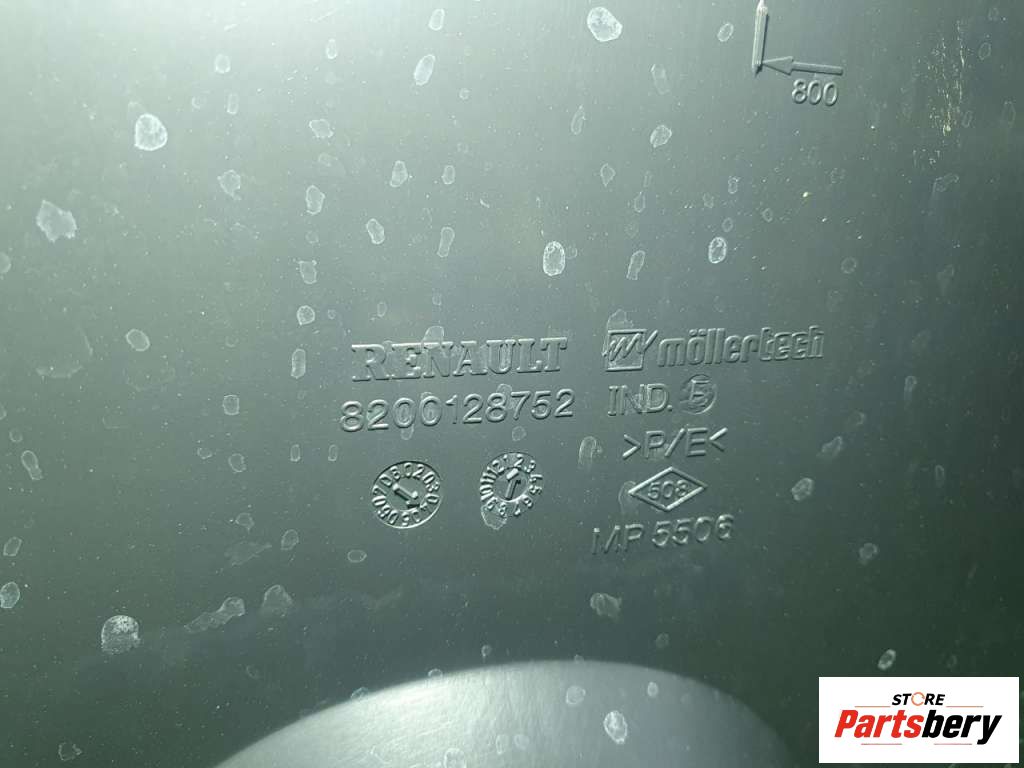 800
RENAULT möllertech
8200128752 IND. 5
>P/E<
508
MP 5506
STORE
Partsbery